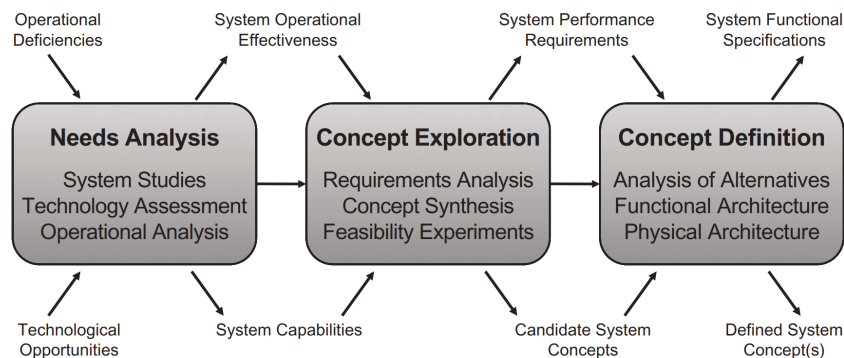 Operational
Deficiencies
System Operational
Effectiveness
System Performance
Requirements
System Functional
Specifications
Needs Analysis
System Studies
Technology Assessment
Operational Analysis
Concept Exploration
Requirements Analysis
Concept Synthesis
Feasibility Experiments
Concept Definition
Analysis of Alternatives
Functional Architecture
Physical Architecture
Technological
Opportunities
System Capabilities
Candidate System
Concepts
Defined System
Concept(s)